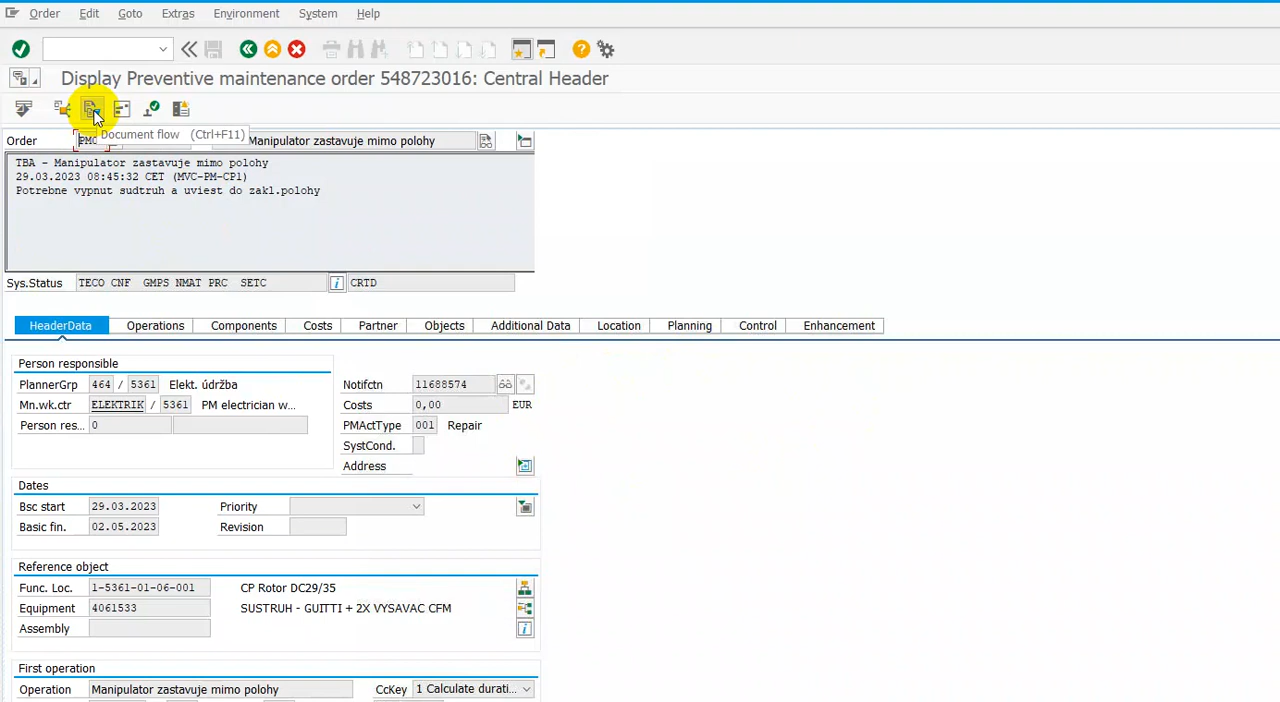 Order Edit Goto Extras Environment System Help
Display Preventive maintenance order 548723016: Central Header
Document flow (Ctrl+F11)
Order Manipulator zastavuje mimo polohy
TBA - Manipulator zastavuje mimo polohy
29.03.2023 08:45:32 CET (MVC-PM-CP1)
Potrebne vypnut sudtruh a uviest do zakl.polohy
Sys.Status TECO CNF GMPS NMAT PRC SETC CRTD
HeaderData Operations Components Costs Partner Objects Additional Data Location Planning Control Enhancement
Person responsible
PlannerGrp 464 / 5361 Elekt. údržba Notifctn 11688574
Mn.wk.ctr ELEKTRIK / 5361 PM electrician w... Costs 0,00 EUR
Person res... 0 PMActType 001 Repair
SystCond.
Address
Dates
Bsc start 29.03.2023 Priority
Basic fin. 02.05.2023 Revision
Reference object
Func. Loc. 1-5361-01-06-001 CP Rotor DC29/35
Equipment 4061533 SUSTRUH - GUITTI + 2X VYSAVAC CFM
Assembly
First operation
Operation Manipulator zastavuje mimo polohy CcKey 1 Calculate durati...